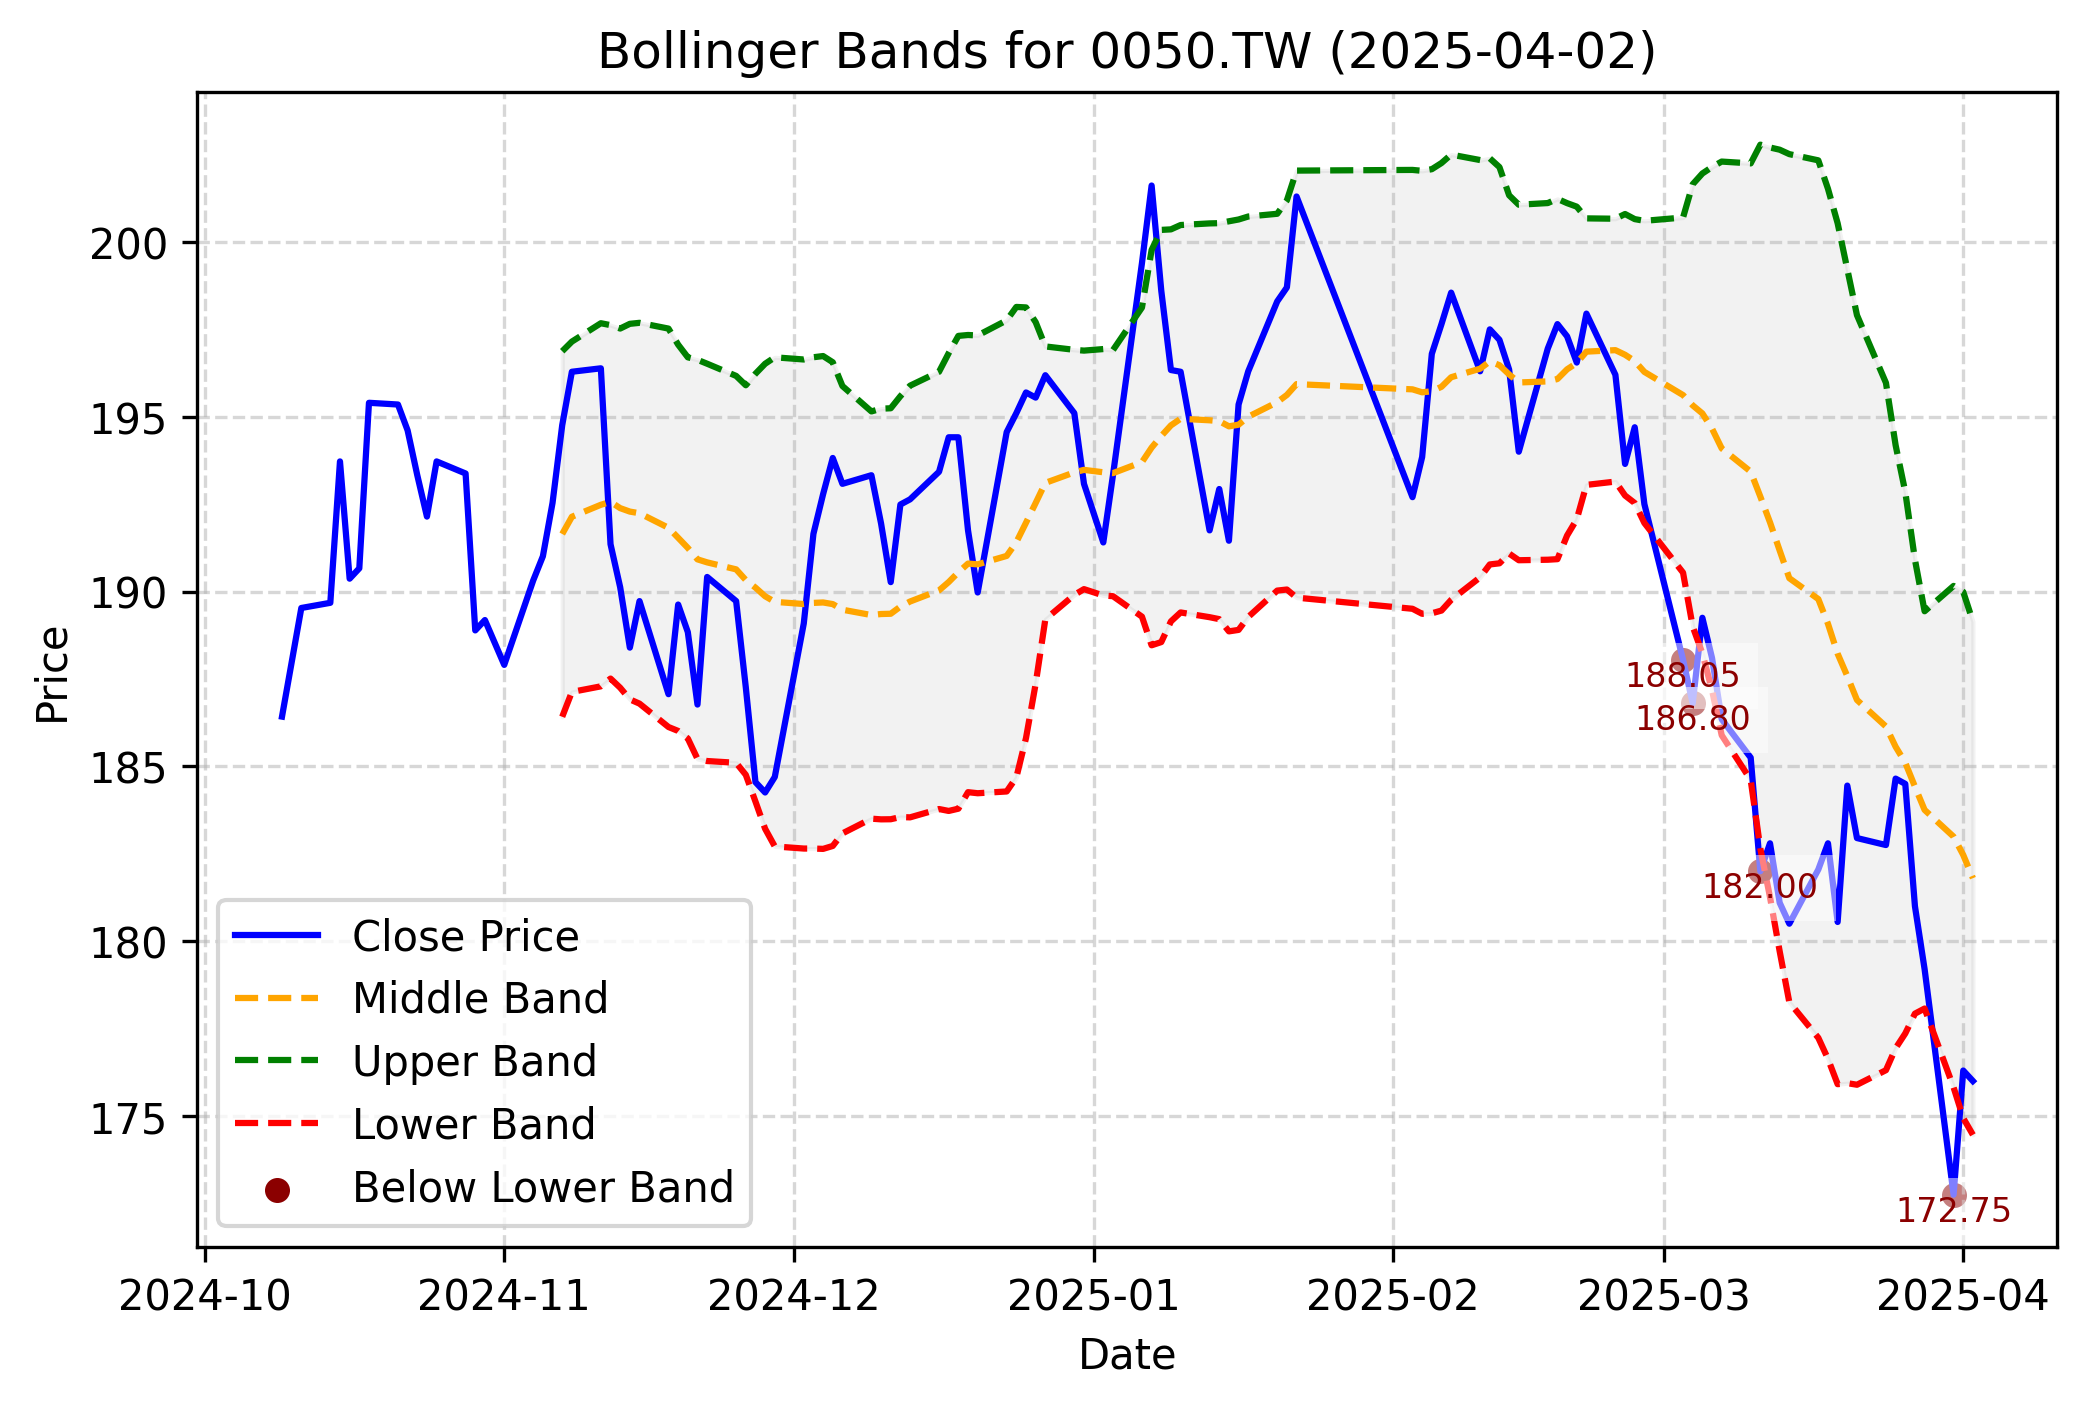 Bollinger Bands for 0050.TW (2025-04-02)
Price
200
195
190
185
180
175
188.05
186.80
182.00
172.75
Close Price
Middle Band
Upper Band
Lower Band
Below Lower Band
2024-10
2024-11
2024-12
2025-01
2025-02
2025-03
2025-04
Date